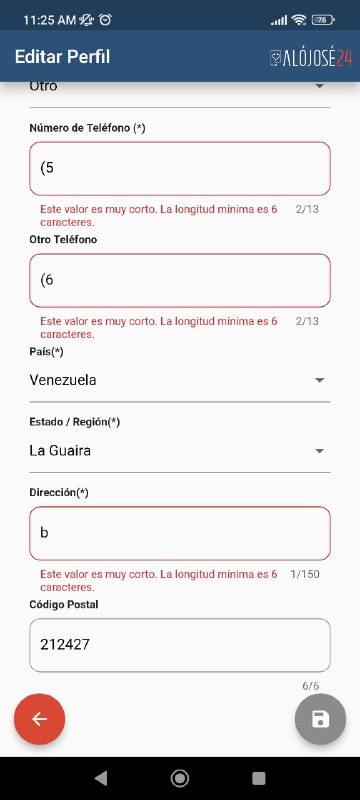 11:25 AM
76
Editar Perfil
ALÓJOSÉ24
Otro
Número de Teléfono (*)
(5
Este valor es muy corto. La longitud mínima es 6 2/13
caracteres.
Otro Teléfono
(6
Este valor es muy corto. La longitud mínima es 6 2/13
caracteres.
País(*)
Venezuela
Estado / Región(*)
La Guaira
Dirección(*)
b
Este valor es muy corto. La longitud mínima es 6 1/150
caracteres.
Código Postal
212427
6/6